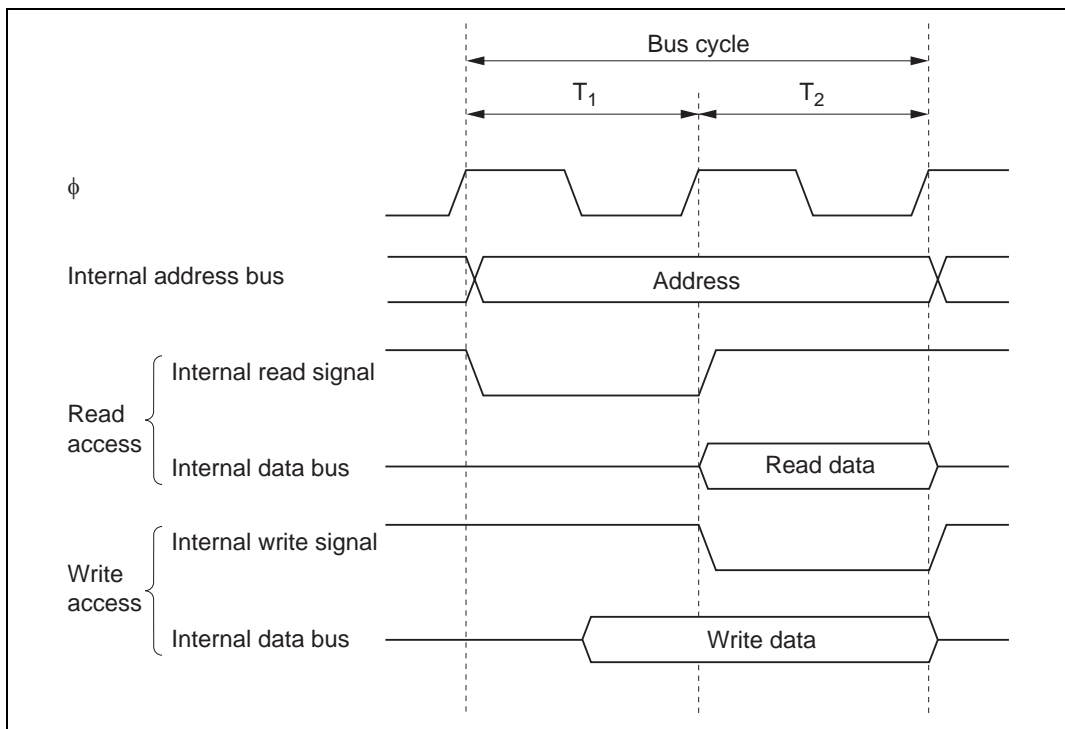 Bus cycle
T₁ T₂
ϕ
Internal address bus Address
Internal read signal
Read
access
Internal data bus Read data
Internal write signal
Write
access
Internal data bus Write data